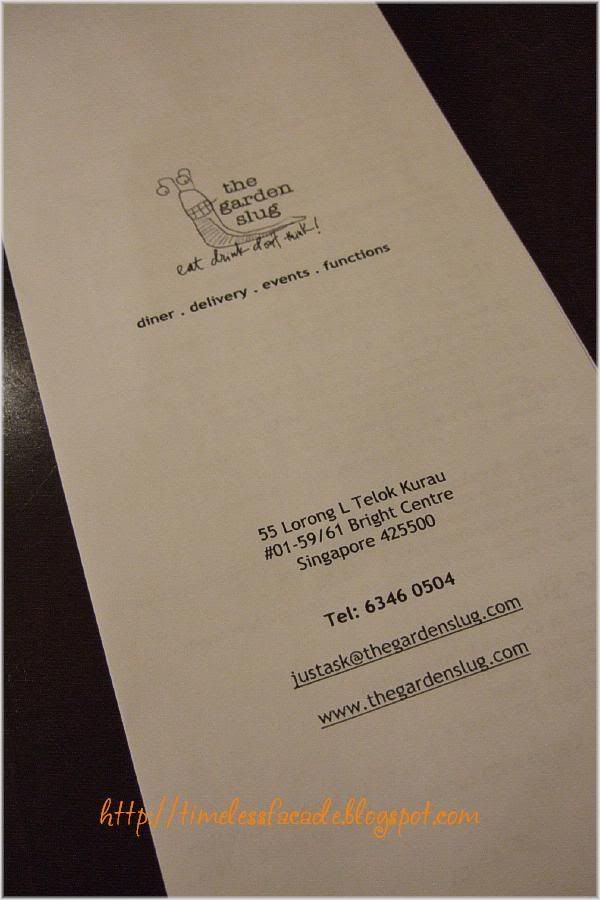 the
garden
slug
eat drink don't think!
diner . delivery . events . functions
55 Lorong L Telok Kurau
#01-59/61 Bright Centre
Singapore 425500
Tel: 6346 0504
justask@thegardenslug.com
www.thegardenslug.com
http://timelessfacade.blogspot.com